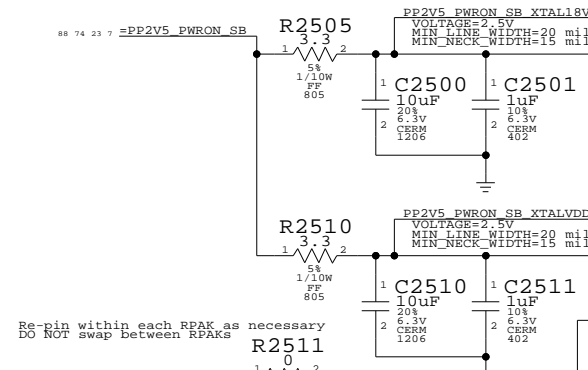 88 74 23 7 =PP2V5_PWRON_SB
R2505
3.3
1 2
5%
1/10W
FF
805
PP2V5_PWRON_SB_XTAL18V
VOLTAGE=2.5V
MIN_LINE_WIDTH=20 mil
MIN_NECK_WIDTH=15 mil
1 C2500
10uF
20%
6.3V
2 CERM
1206
1 C2501
1uF
10%
6.3V
2 CERM
402
R2510
3.3
1 2
5%
1/10W
FF
805
PP2V5_PWRON_SB_XTALVDD
VOLTAGE=2.5V
MIN_LINE_WIDTH=20 mil
MIN_NECK_WIDTH=15 mil
1 C2510
10uF
20%
6.3V
2 CERM
1206
1 C2511
1uF
10%
6.3V
2 CERM
402
Re-pin within each RPAK as necessary
DO NOT swap between RPAKs
R2511
0
1 2